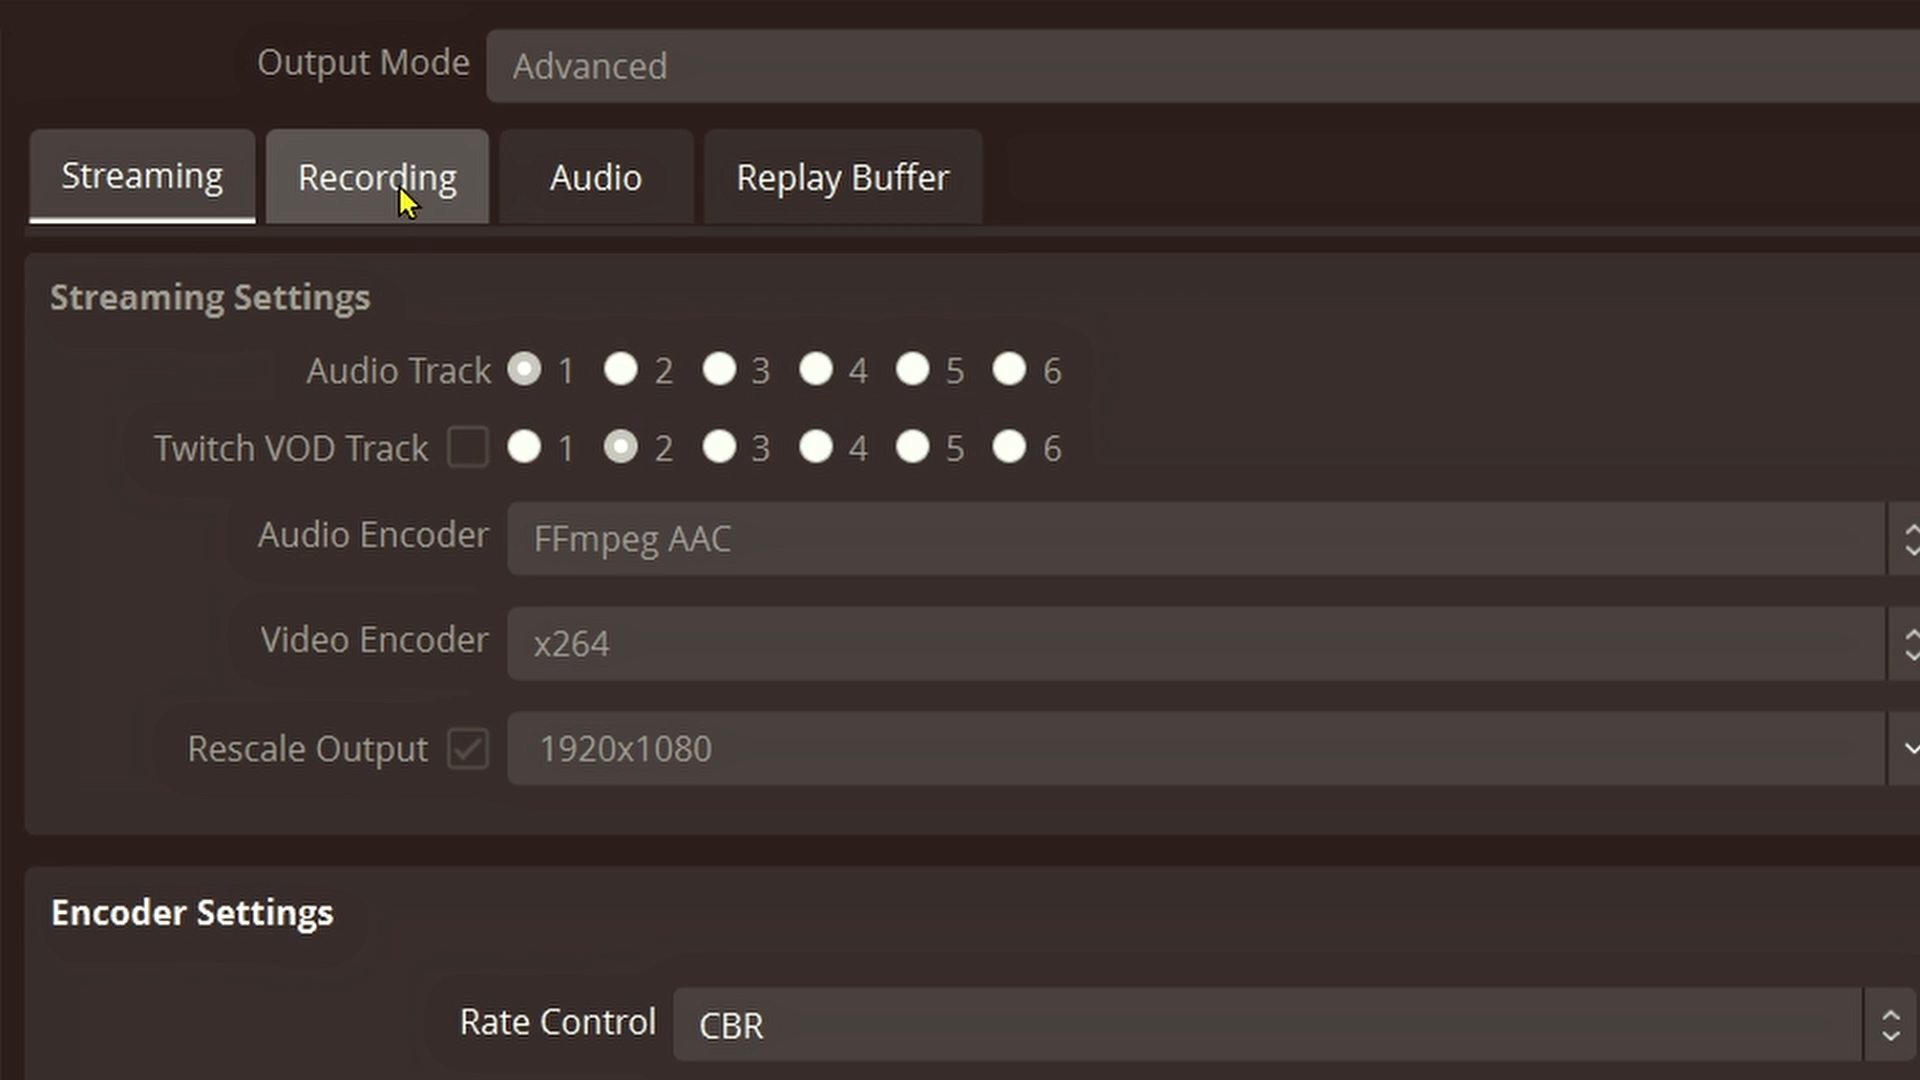 Output Mode Advanced
Streaming Recording Audio Replay Buffer
Streaming Settings
Audio Track 1 2 3 4 5 6
Twitch VOD Track 1 2 3 4 5 6
Audio Encoder FFmpeg AAC
Video Encoder x264
Rescale Output 1920x1080
Encoder Settings
Rate Control CBR